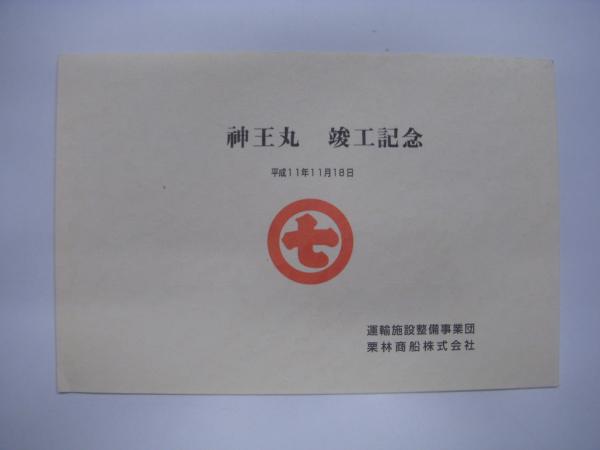 神王丸　竣工記念
平成11年11月18日
七
運輸施設整備事業団
栗林商船株式会社